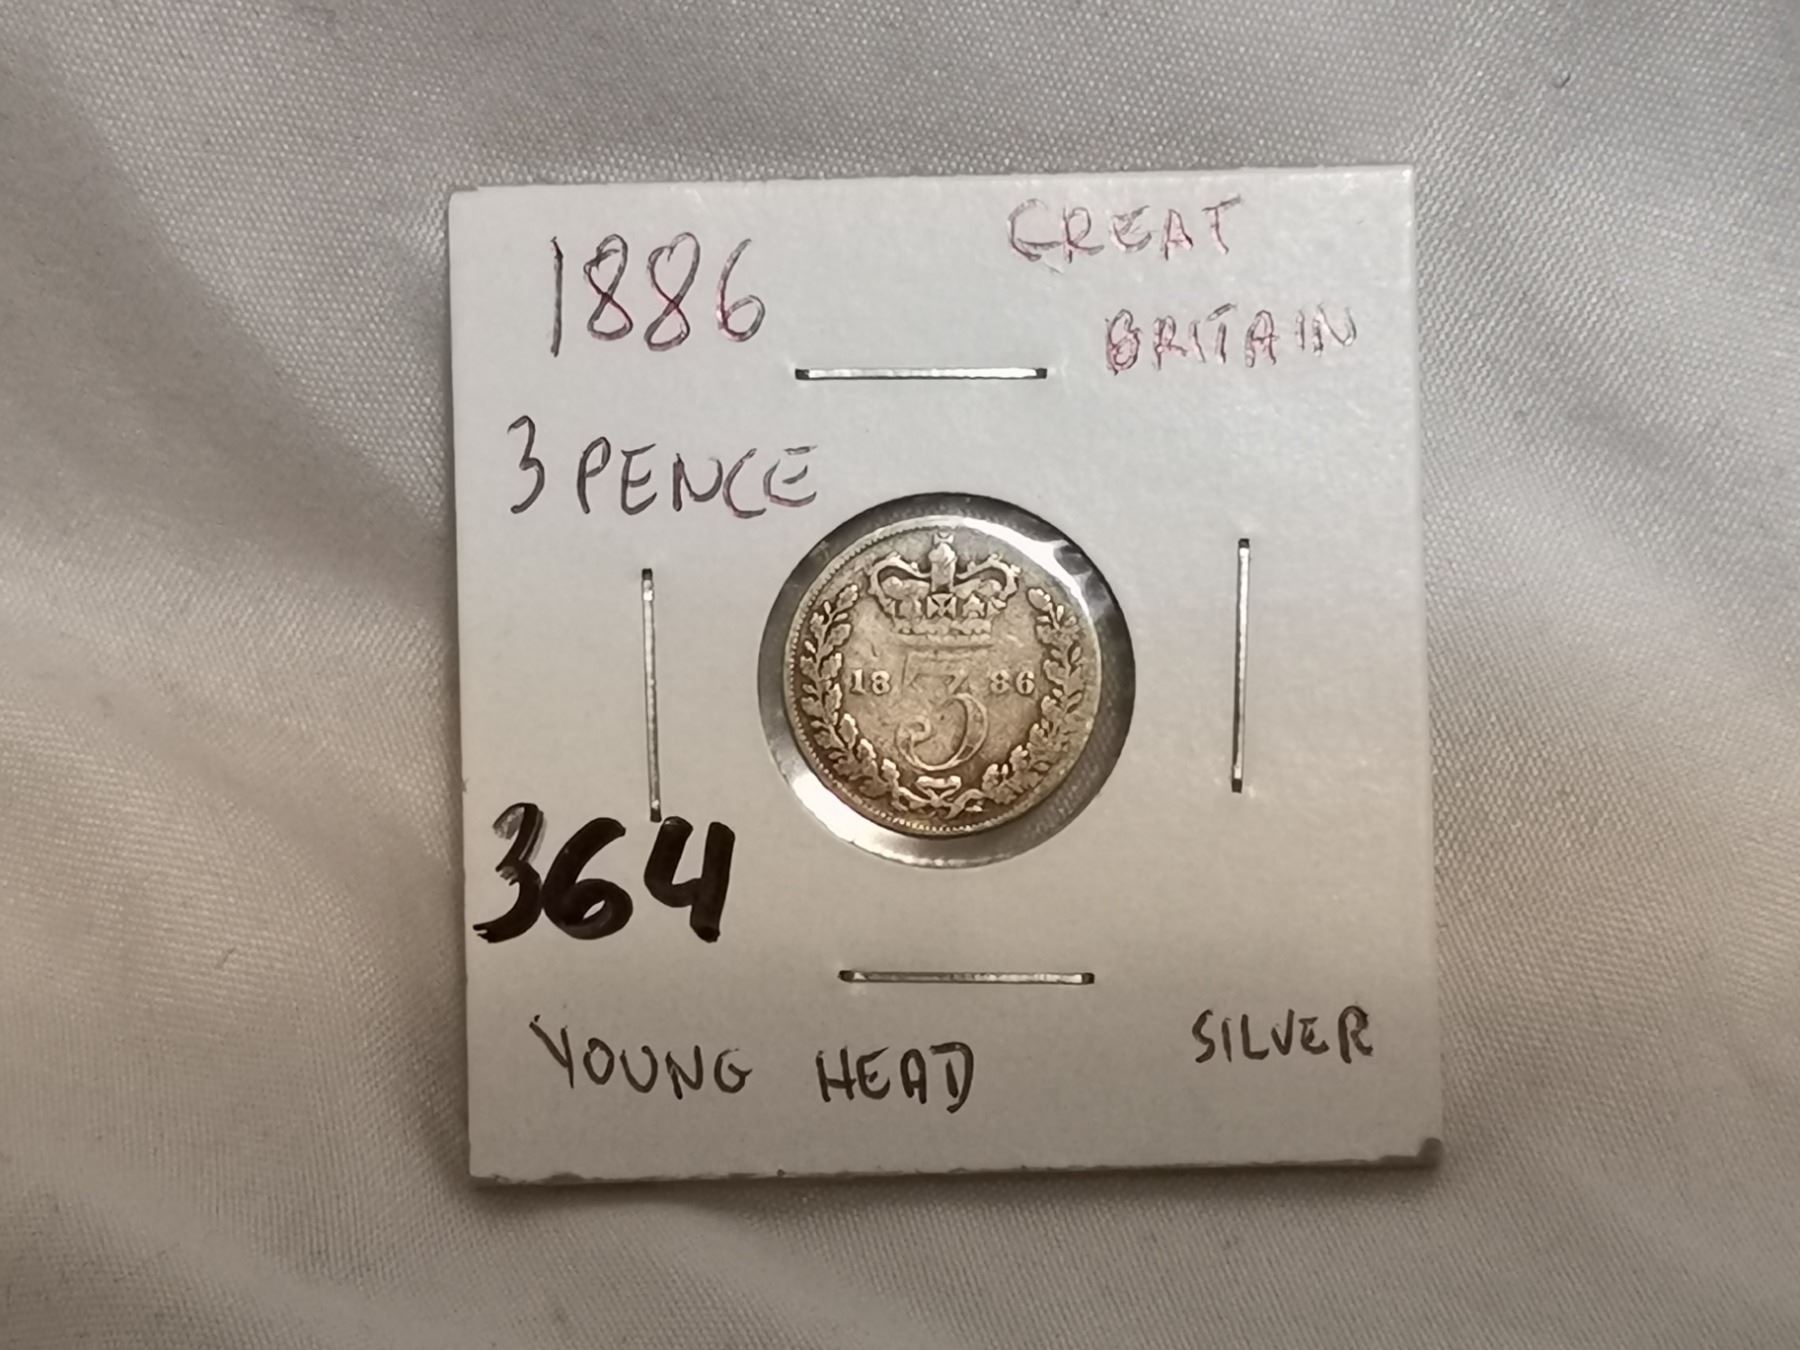 1886
GREAT
BRITAIN
3 PENCE
18 3 86
364
YOUNG HEAD
SILVER